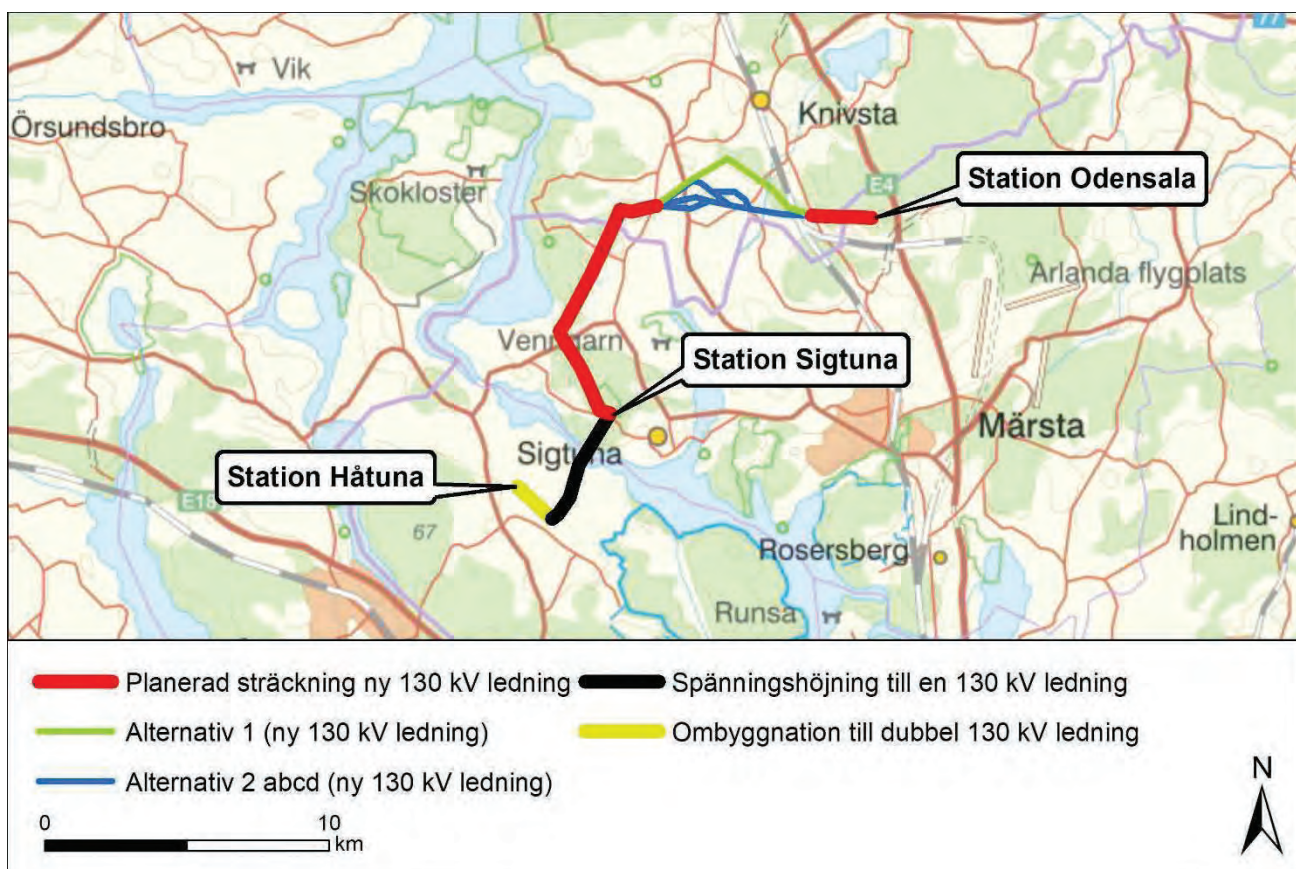 77
Vik
Knivsta
Örsundsbro
Skokloster
E4
Station Odensala
Arlanda flygplats
Venngarn
Station Sigtuna
Märsta
Sigtuna
Station Håtuna
E18
67
Lind-
holmen
Rosersberg
Runsa
Planerad sträckning ny 130 kV ledning
Spänningshöjning till en 130 kV ledning
Alternativ 1 (ny 130 kV ledning)
Ombyggnation till dubbel 130 kV ledning
Alternativ 2 abcd (ny 130 kV ledning)
N
0 10
km